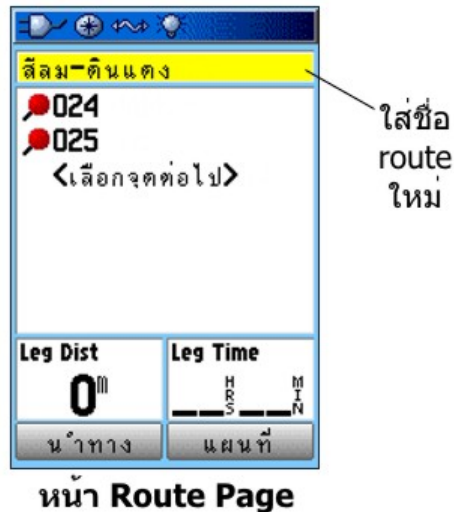 สีลม-ดินแดง
ใส่ชื่อ
route
ใหม่
024
025
<เลือกจุดต่อไป>
Leg Dist
Leg Time
0m
__HRS__MIN
นำทาง
แผนที่
หน้า Route Page